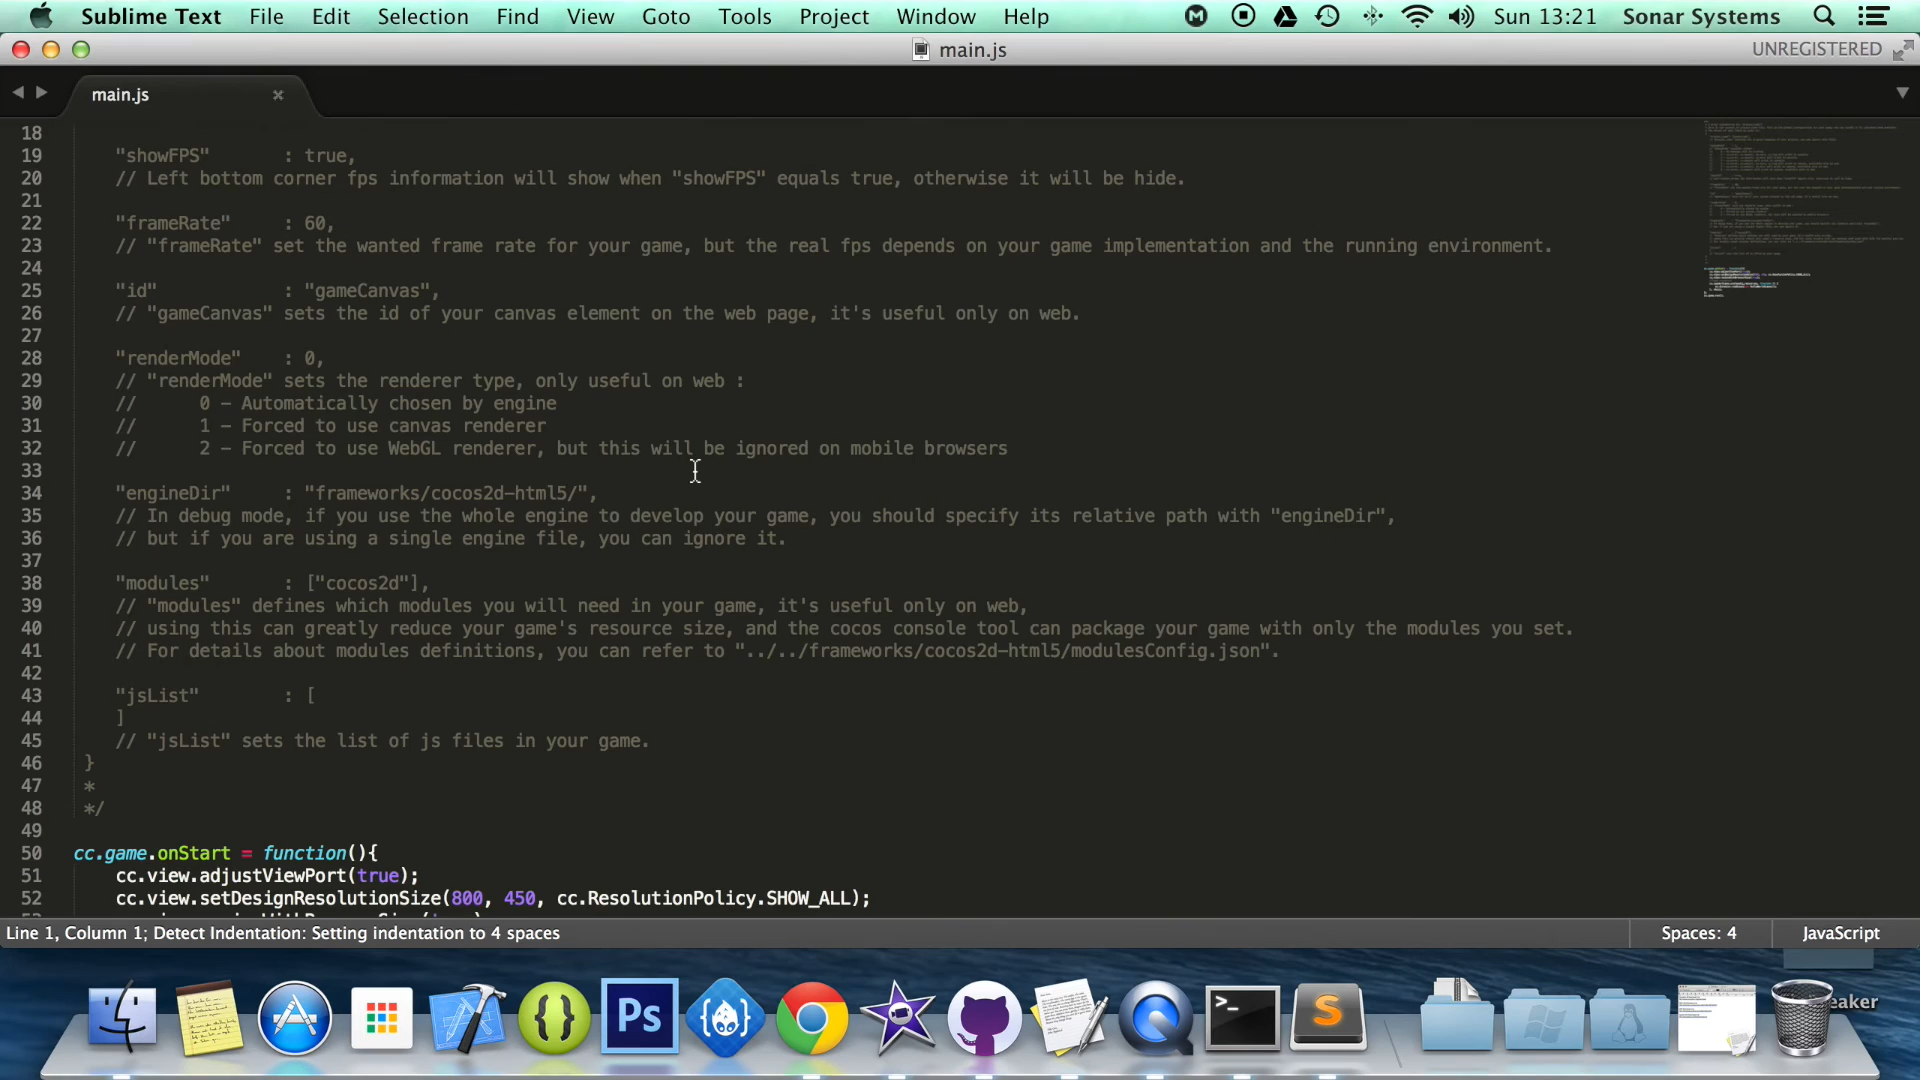 Sublime Text File Edit Selection Find View Goto Tools Project Window Help Sun 13:21 Sonar Systems
main.js UNREGISTERED
main.js
18
19 "showFPS" : true,
20 // Left bottom corner fps information will show when "showFPS" equals true, otherwise it will be hide.
21
22 "frameRate" : 60,
23 // "frameRate" set the wanted frame rate for your game, but the real fps depends on your game implementation and the running environment.
24
25 "id" : "gameCanvas",
26 // "gameCanvas" sets the id of your canvas element on the web page, it's useful only on web.
27
28 "renderMode" : 0,
29 // "renderMode" sets the renderer type, only useful on web :
30 // 0 - Automatically chosen by engine
31 // 1 - Forced to use canvas renderer
32 // 2 - Forced to use WebGL renderer, but this will be ignored on mobile browsers
33
34 "engineDir" : "frameworks/cocos2d-html5/",
35 // In debug mode, if you use the whole engine to develop your game, you should specify its relative path with "engineDir",
36 // but if you are using a single engine file, you can ignore it.
37
38 "modules" : ["cocos2d"],
39 // "modules" defines which modules you will need in your game, it's useful only on web,
40 // using this can greatly reduce your game's resource size, and the cocos console tool can package your game with only the modules you set.
41 // For details about modules definitions, you can refer to "../../frameworks/cocos2d-html5/modulesConfig.json".
42
43 "jsList" : [
44 ]
45 // "jsList" sets the list of js files in your game.
46 }
47 *
48 */
49
50 cc.game.onStart = function(){
51 cc.view.adjustViewPort(true);
52 cc.view.setDesignResolutionSize(800, 450, cc.ResolutionPolicy.SHOW_ALL);
Line 1, Column 1; Detect Indentation: Setting indentation to 4 spaces Spaces: 4 JavaScript
Ps
eaker